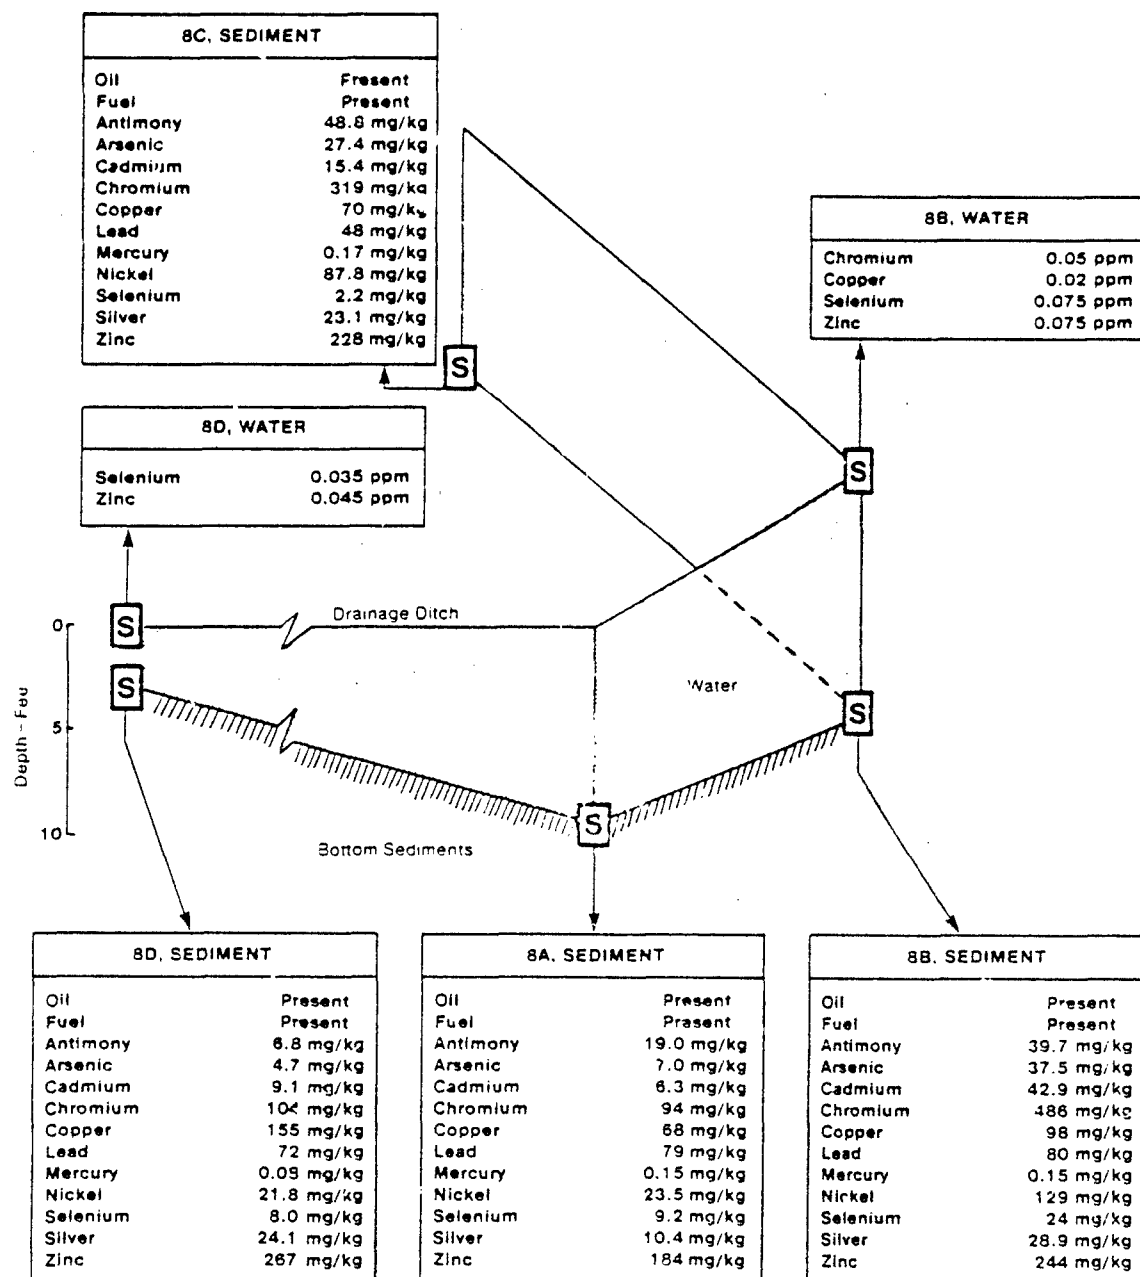 8C, SEDIMENT
Oil Present
Fuel Present
Antimony 48.8 mg/kg
Arsenic 27.4 mg/kg
Cadmium 15.4 mg/kg
Chromium 319 mg/kg
Copper 70 mg/kg
Lead 48 mg/kg
Mercury 0.17 mg/kg
Nickel 87.8 mg/kg
Selenium 2.2 mg/kg
Silver 23.1 mg/kg
Zinc 228 mg/kg
8B, WATER
Chromium 0.05 ppm
Copper 0.02 ppm
Selenium 0.075 ppm
Zinc 0.075 ppm
S
8D, WATER
Selenium 0.035 ppm
Zinc 0.045 ppm
S
S
Drainage Ditch
0
S
Water
S
5
Depth - Feet
10
S
Bottom Sediments
8D, SEDIMENT
Oil Present
Fuel Present
Antimony 6.8 mg/kg
Arsenic 4.7 mg/kg
Cadmium 9.1 mg/kg
Chromium mg/kg
Copper 155 mg/kg
Lead 72 mg/kg
Mercury mg/kg
Nickel 21.8 mg/kg
Selenium 8.0 mg/kg
Silver 24.1 mg/kg
Zinc 267 mg/kg
8A, SEDIMENT
Oil Present
Fuel Present
Antimony 19.0 mg/kg
Arsenic 7.0 mg/kg
Cadmium 6.3 mg/kg
Chromium 94 mg/kg
Copper 68 mg/kg
Lead 79 mg/kg
Mercury 0.15 mg/kg
Nickel 23.5 mg/kg
Selenium 9.2 mg/kg
Silver 10.4 mg/kg
Zinc 184 mg/kg
8B, SEDIMENT
Oil Present
Fuel Present
Antimony 39.7 mg/kg
Arsenic 37.5 mg/kg
Cadmium 42.9 mg/kg
Chromium 486 mg/kg
Copper 98 mg/kg
Lead 80 mg/kg
Mercury 0.15 mg/kg
Nickel 129 mg/kg
Selenium 24 mg/kg
Silver 28.9 mg/kg
Zinc 244 mg/kg